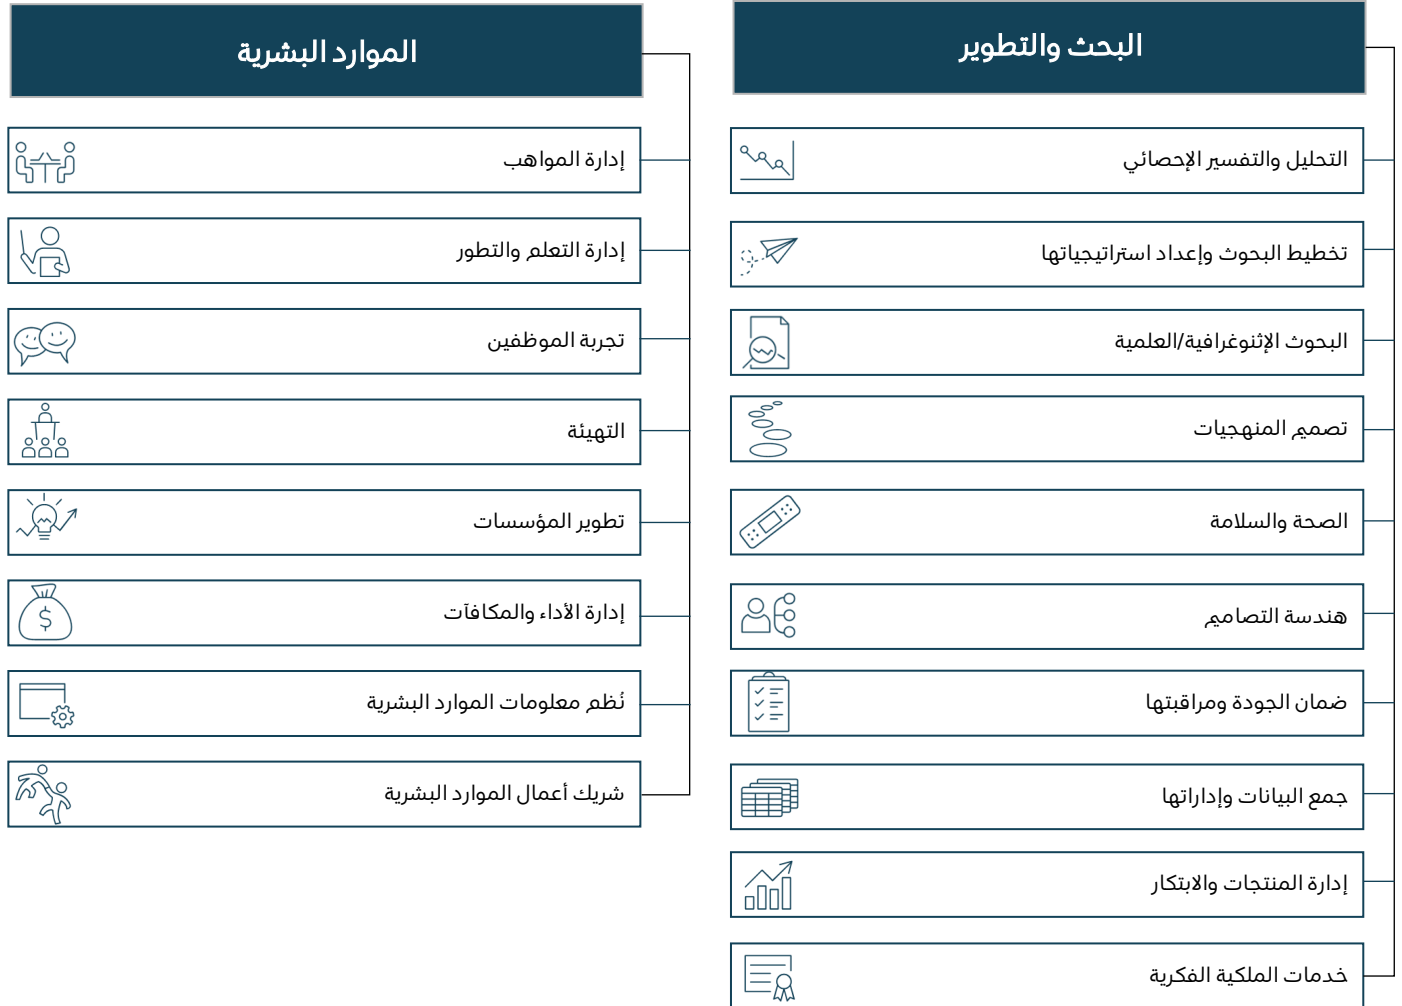 البحث والتطوير
التحليل والتفسير الإحصائي
تخطيط البحوث وإعداد استراتيجياتها
البحوث الإثنوغرافية/العلمية
تصميم المنهجيات
الصحة والسلامة
هندسة التصاميم
ضمان الجودة ومراقبتها
جمع البيانات وإداراتها
إدارة المنتجات والابتكار
خدمات الملكية الفكرية
الموارد البشرية
إدارة المواهب
إدارة التعلم والتطور
تجربة الموظفين
التهيئة
تطوير المؤسسات
إدارة الأداء والمكافآت
$
نُظم معلومات الموارد البشرية
شريك أعمال الموارد البشرية